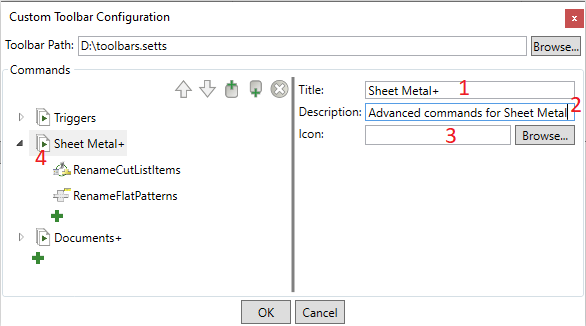 Custom Toolbar Configuration x
Toolbar Path: D:\toolbars.setts Browse...
Commands
Title: Sheet Metal+ 1
Description: Advanced commands for Sheet Metal 2
Icon: 3 Browse...
Triggers
Sheet Metal+
4
RenameCutListItems
RenameFlatPatterns
Documents+
OK Cancel